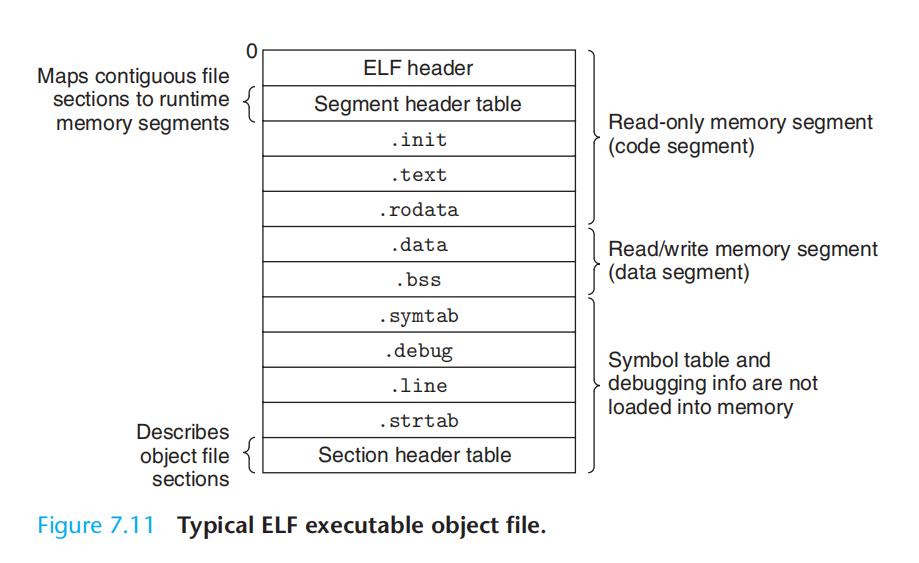 0
ELF header
Maps contiguous file
sections to runtime
memory segments
Segment header table
.init
.text
.rodata
Read-only memory segment
(code segment)
.data
.bss
Read/write memory segment
(data segment)
.symtab
.debug
.line
.strtab
Symbol table and
debugging info are not
loaded into memory
Describes
object file
sections
Section header table
Figure 7.11 Typical ELF executable object file.